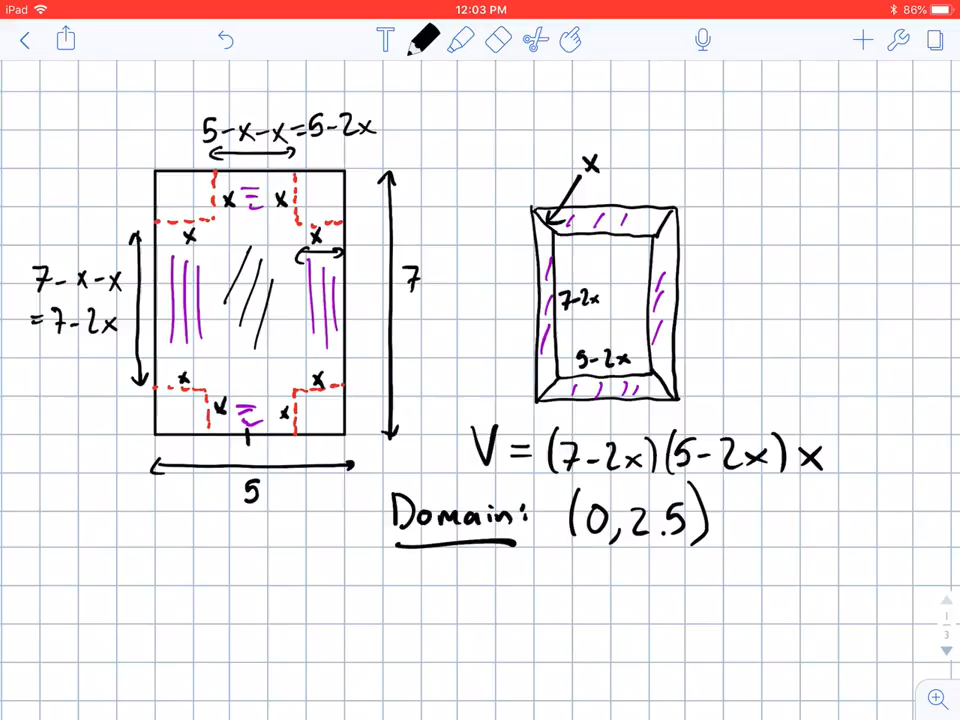 iPad 12:03 PM 86%
T
5-x-x=5-2x
x
x = x
x x
7-x-x
=7-2x
7
7-2x
5-2x
x x
x = x
5
V = (7-2x)(5-2x)x
Domain: (0,2.5)
1
3